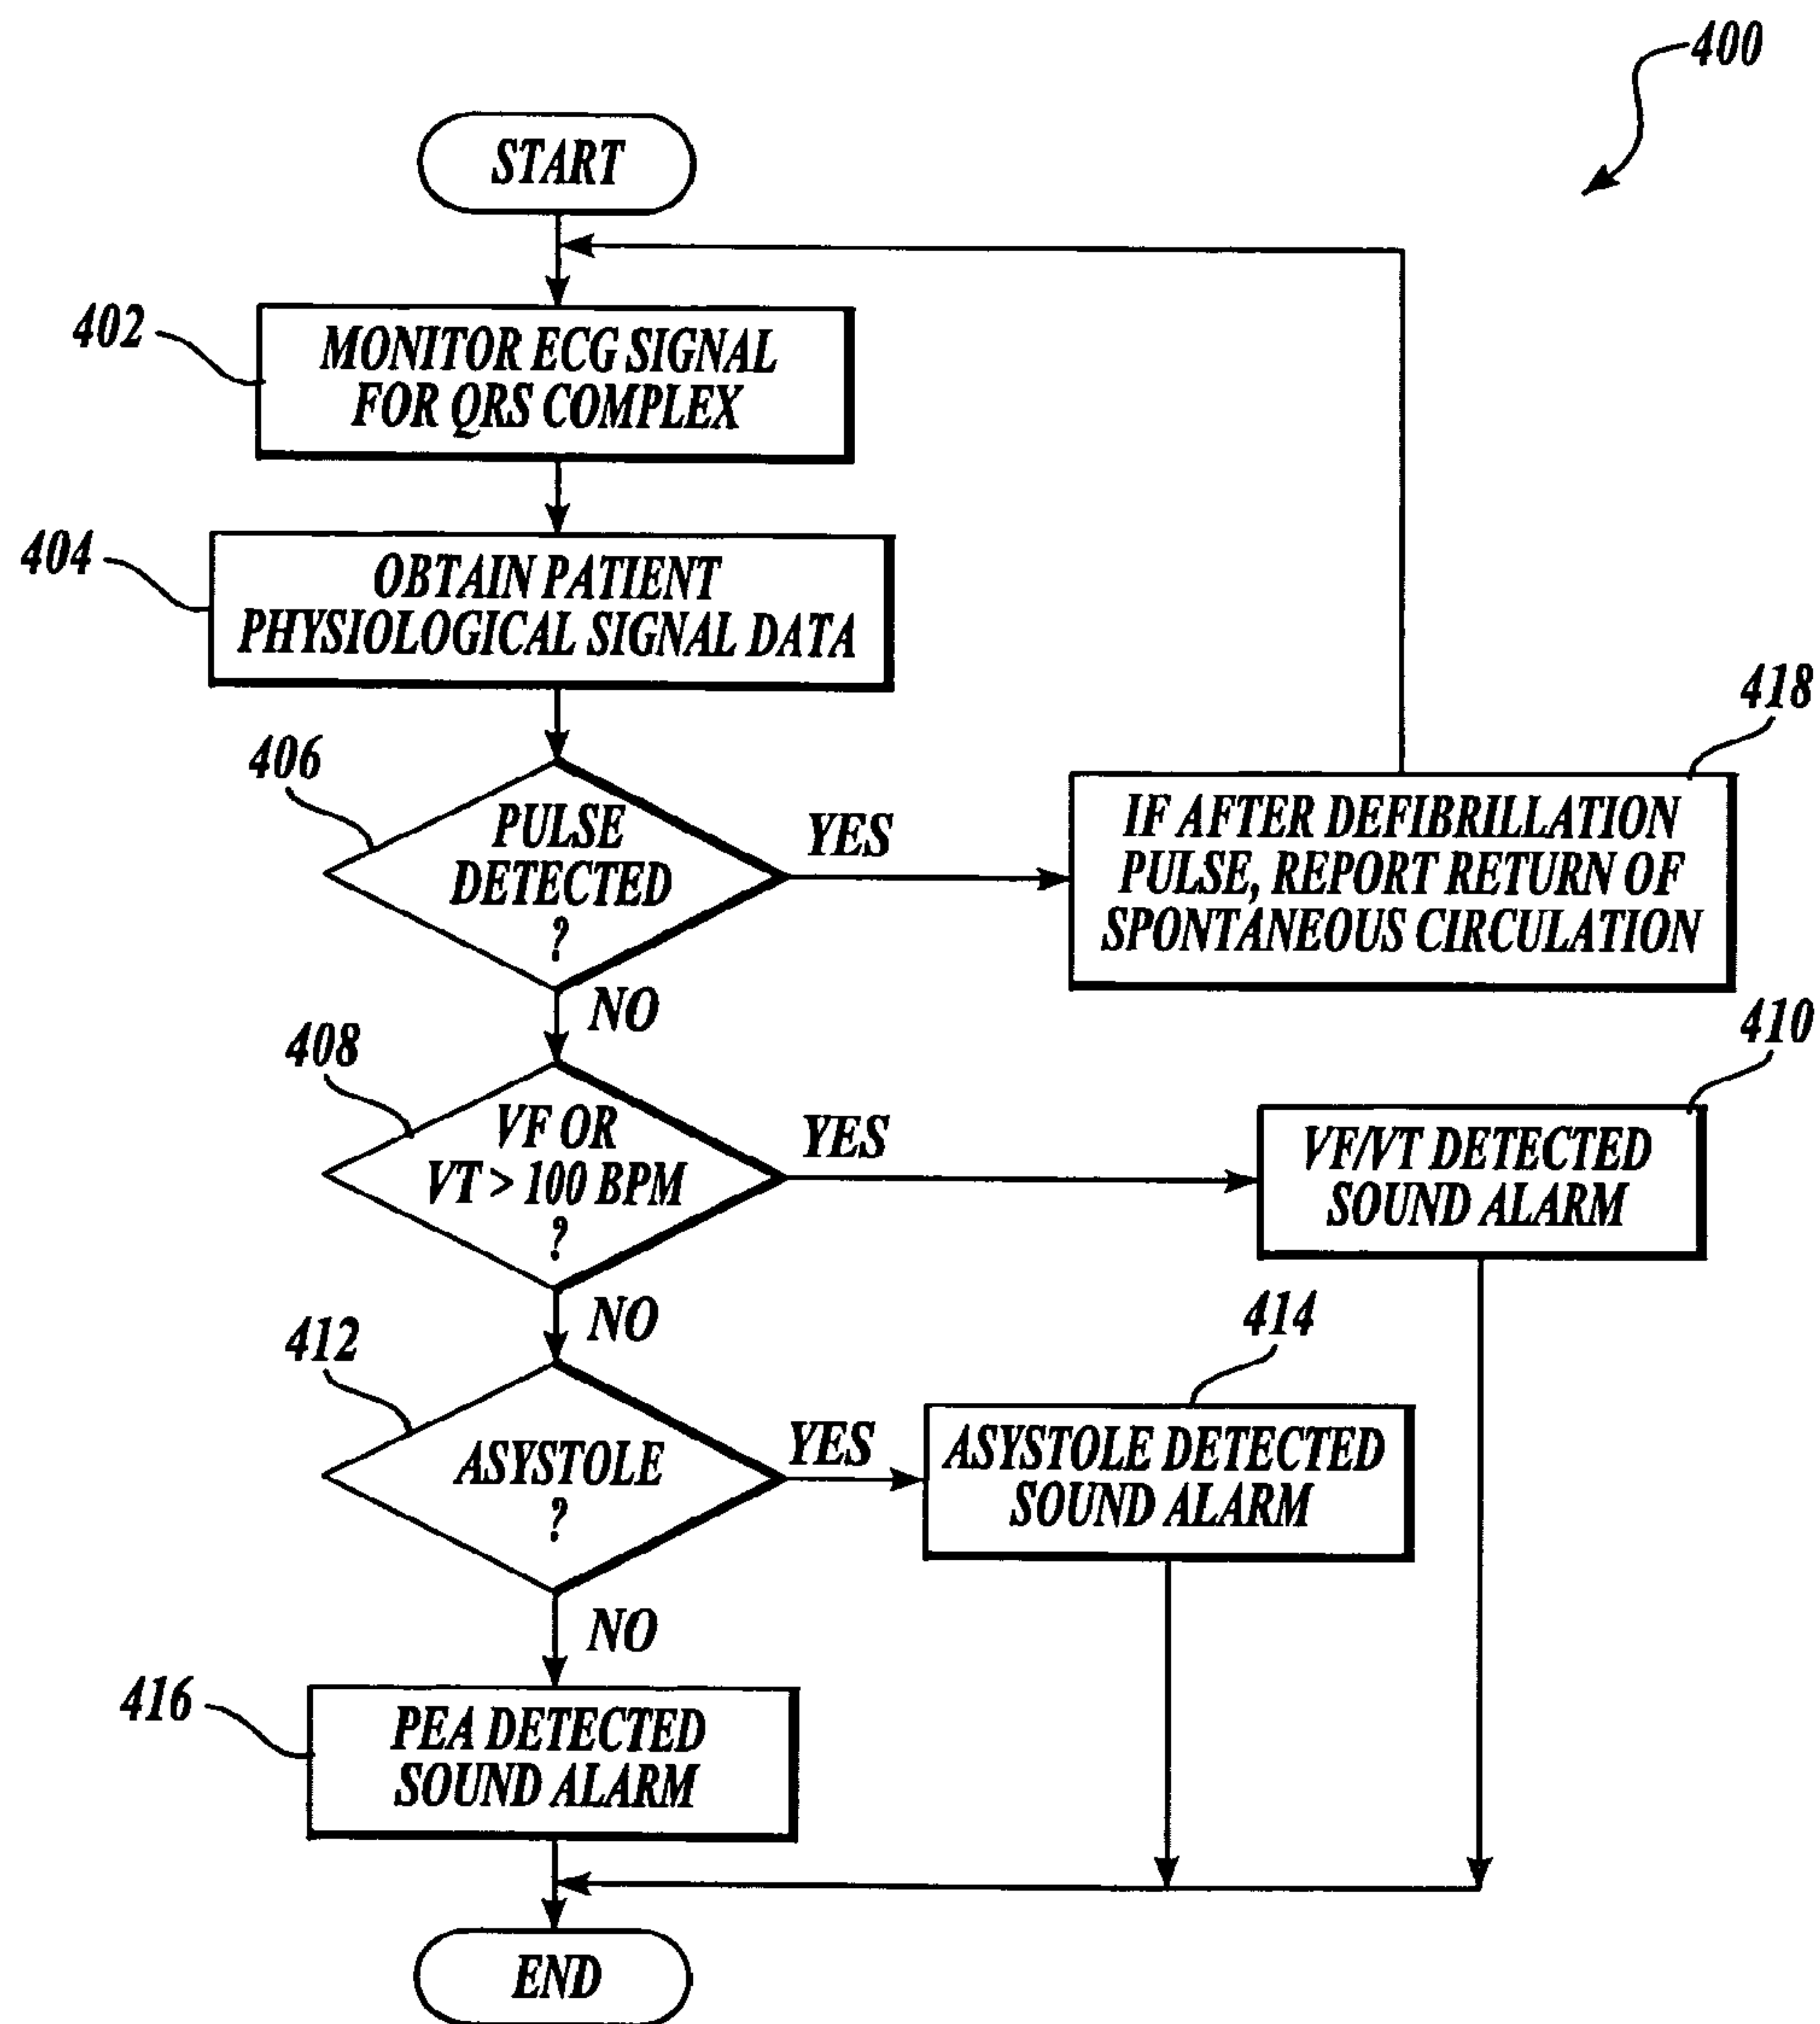 400
START
402
MONITOR ECG SIGNAL
FOR QRS COMPLEX
404
OBTAIN PATIENT
PHYSIOLOGICAL SIGNAL DATA
418
406
PULSE
DETECTED
?
YES
IF AFTER DEFIBRILLATION
PULSE, REPORT RETURN OF
SPONTANEOUS CIRCULATION
NO
410
408
VF OR
VT > 100 BPM
?
YES
VF/VT DETECTED
SOUND ALARM
NO
414
412
ASYSTOLE
?
YES
ASYSTOLE DETECTED
SOUND ALARM
NO
416
PEA DETECTED
SOUND ALARM
END